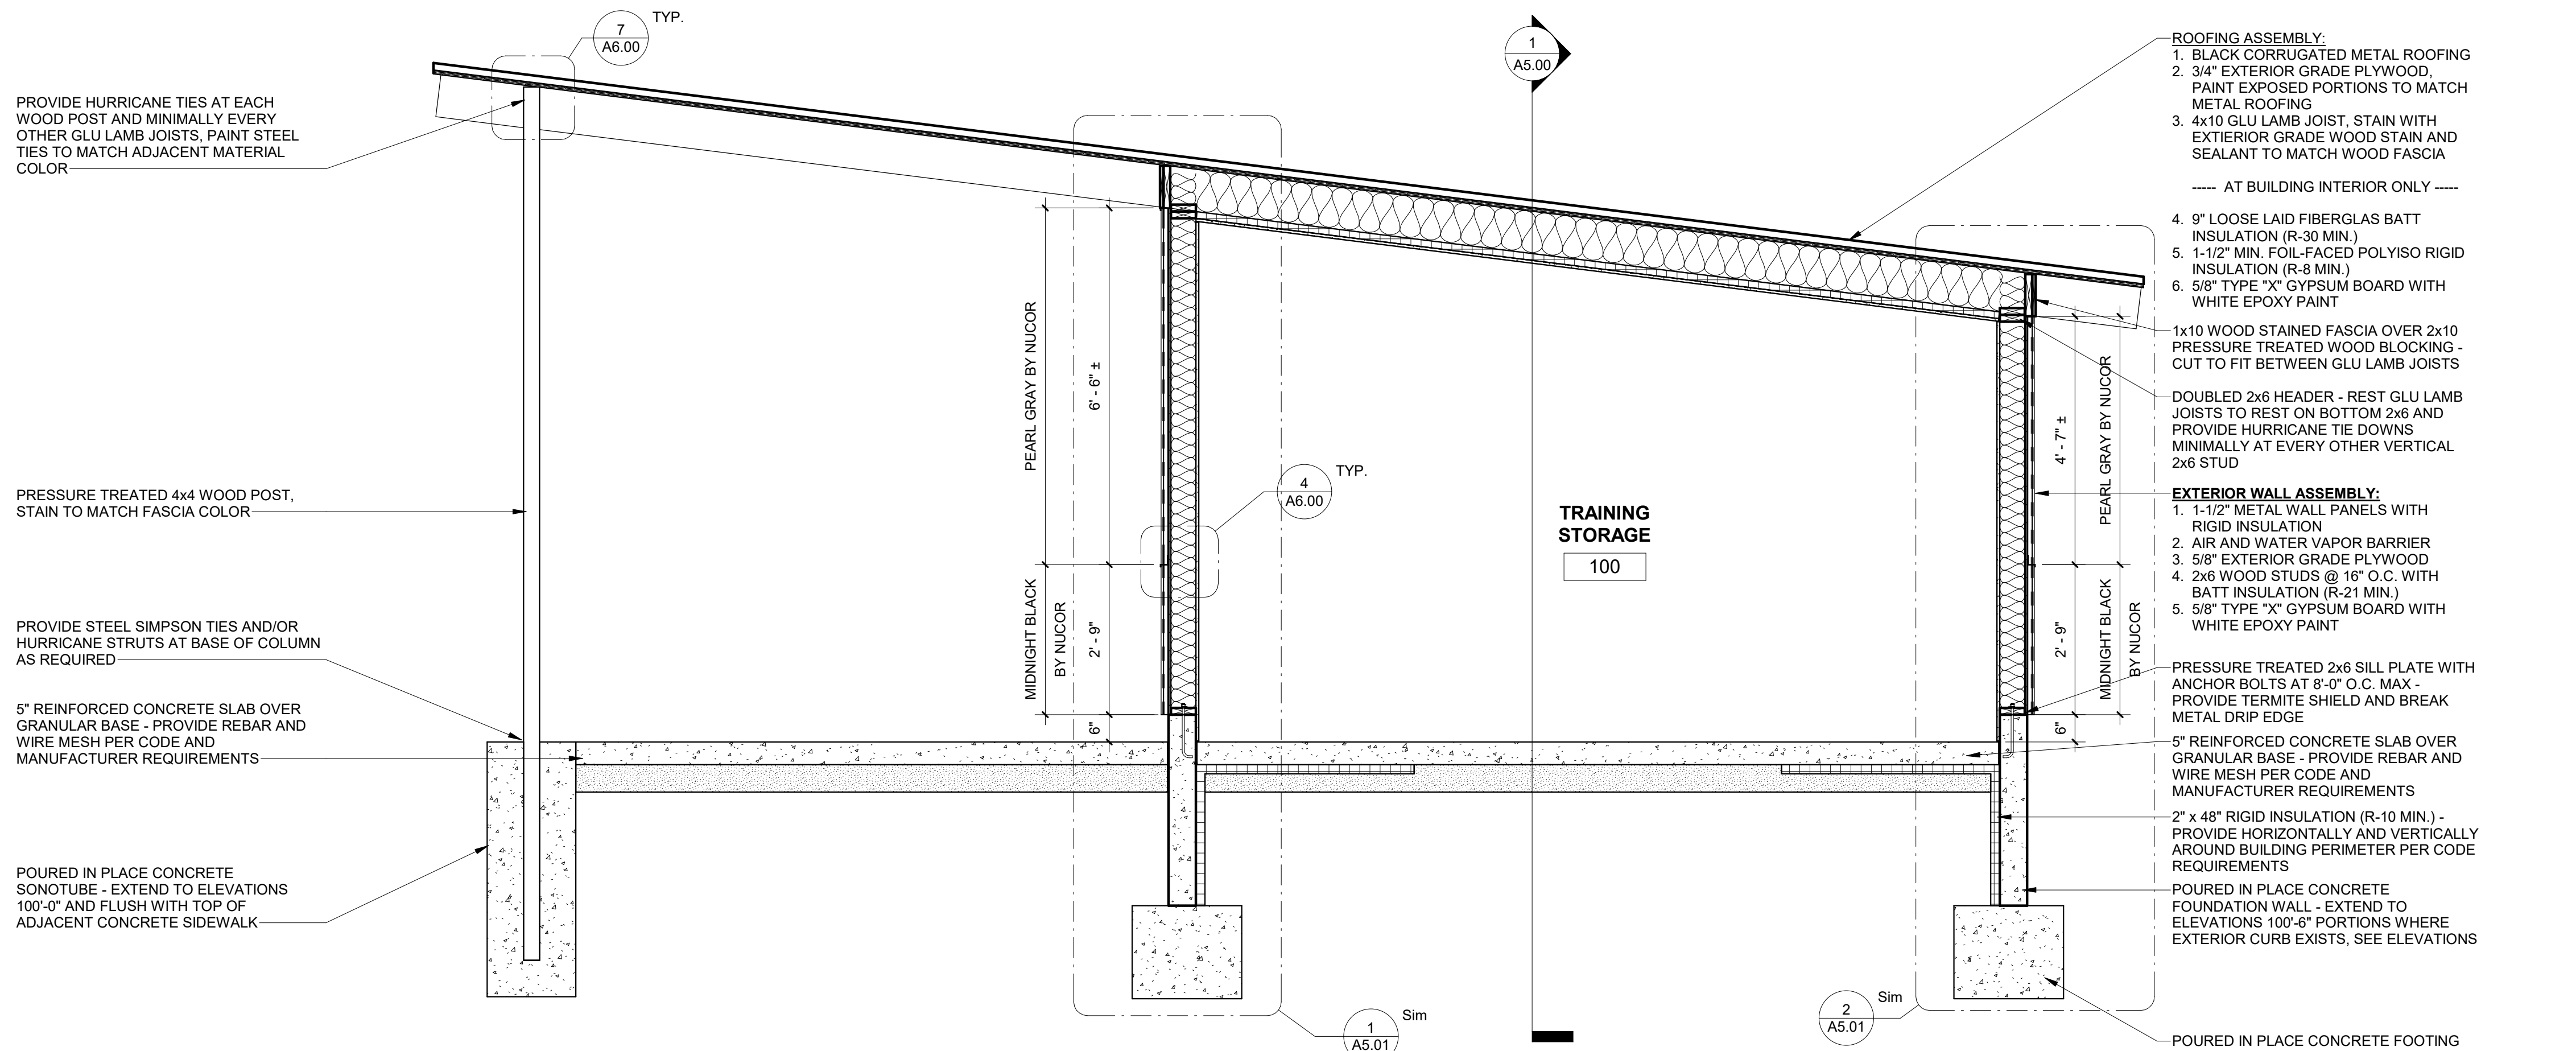 7
A6.00
TYP.
1
A5.00
PROVIDE HURRICANE TIES AT EACH
WOOD POST AND MINIMALLY EVERY
OTHER GLU LAMB JOISTS, PAINT STEEL
TIES TO MATCH ADJACENT MATERIAL
COLOR
PRESSURE TREATED 4x4 WOOD POST,
STAIN TO MATCH FASCIA COLOR
PROVIDE STEEL SIMPSON TIES AND/OR
HURRICANE STRUTS AT BASE OF COLUMN
AS REQUIRED
5" REINFORCED CONCRETE SLAB OVER
GRANULAR BASE - PROVIDE REBAR AND
WIRE MESH PER CODE AND
MANUFACTURER REQUIREMENTS
POURED IN PLACE CONCRETE
SONOTUBE - EXTEND TO ELEVATIONS
100'-0" AND FLUSH WITH TOP OF
ADJACENT CONCRETE SIDEWALK
PEARL GRAY BY NUCOR
6' - 6" ±
MIDNIGHT BLACK
BY NUCOR
2' - 9"
6"
4
A6.00
TYP.
TRAINING
STORAGE
100
1
A5.01
Sim
2
A5.01
Sim
4' - 7" ±
PEARL GRAY BY NUCOR
2' - 9"
MIDNIGHT BLACK
BY NUCOR
6"
ROOFING ASSEMBLY:
1. BLACK CORRUGATED METAL ROOFING
2. 3/4" EXTERIOR GRADE PLYWOOD,
PAINT EXPOSED PORTIONS TO MATCH
METAL ROOFING
3. 4x10 GLU LAMB JOIST, STAIN WITH
EXTIERIOR GRADE WOOD STAIN AND
SEALANT TO MATCH WOOD FASCIA
----- AT BUILDING INTERIOR ONLY -----
4. 9" LOOSE LAID FIBERGLAS BATT
INSULATION (R-30 MIN.)
5. 1-1/2" MIN. FOIL-FACED POLYISO RIGID
INSULATION (R-8 MIN.)
6. 5/8" TYPE "X" GYPSUM BOARD WITH
WHITE EPOXY PAINT
1x10 WOOD STAINED FASCIA OVER 2x10
PRESSURE TREATED WOOD BLOCKING -
CUT TO FIT BETWEEN GLU LAMB JOISTS
DOUBLED 2x6 HEADER - REST GLU LAMB
JOISTS TO REST ON BOTTOM 2x6 AND
PROVIDE HURRICANE TIE DOWNS
MINIMALLY AT EVERY OTHER VERTICAL
2x6 STUD
EXTERIOR WALL ASSEMBLY:
1. 1-1/2" METAL WALL PANELS WITH
RIGID INSULATION
2. AIR AND WATER VAPOR BARRIER
3. 5/8" EXTERIOR GRADE PLYWOOD
4. 2x6 WOOD STUDS @ 16" O.C. WITH
BATT INSULATION (R-21 MIN.)
5. 5/8" TYPE "X" GYPSUM BOARD WITH
WHITE EPOXY PAINT
PRESSURE TREATED 2x6 SILL PLATE WITH
ANCHOR BOLTS AT 8'-0" O.C. MAX -
PROVIDE TERMITE SHIELD AND BREAK
METAL DRIP EDGE
5" REINFORCED CONCRETE SLAB OVER
GRANULAR BASE - PROVIDE REBAR AND
WIRE MESH PER CODE AND
MANUFACTURER REQUIREMENTS
2" x 48" RIGID INSULATION (R-10 MIN.) -
PROVIDE HORIZONTALLY AND VERTICALLY
AROUND BUILDING PERIMETER PER CODE
REQUIREMENTS
POURED IN PLACE CONCRETE
FOUNDATION WALL - EXTEND TO
ELEVATIONS 100'-6" PORTIONS WHERE
EXTERIOR CURB EXISTS, SEE ELEVATIONS
POURED IN PLACE CONCRETE FOOTING